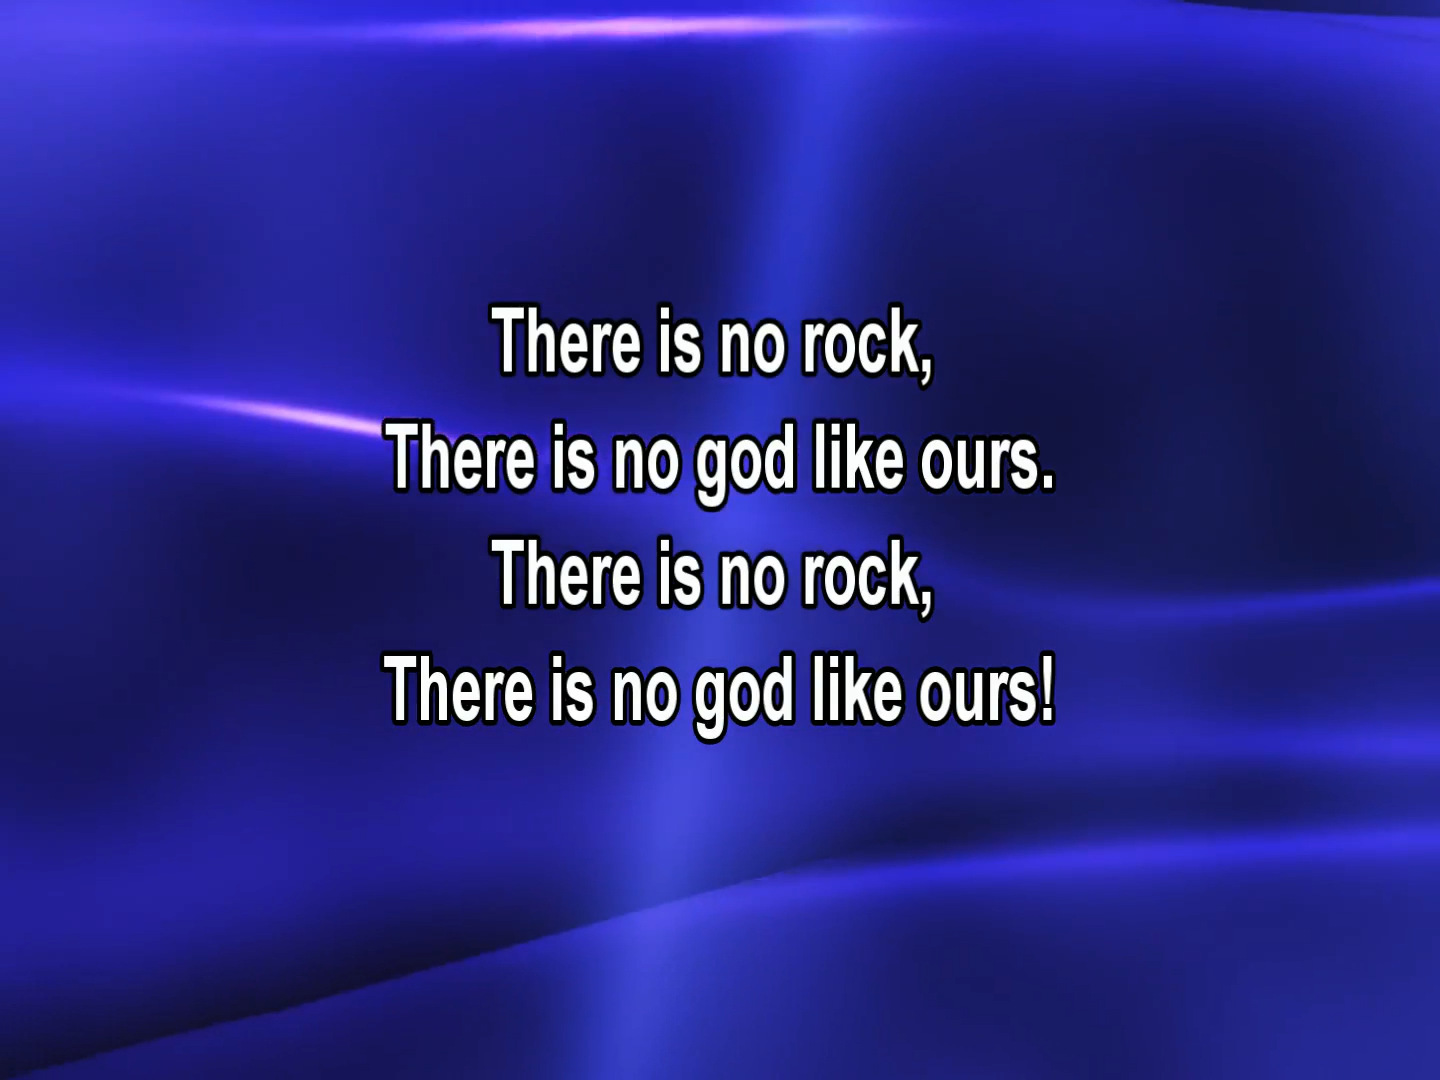 There is no rock,
There is no god like ours.
There is no rock,
There is no god like ours!